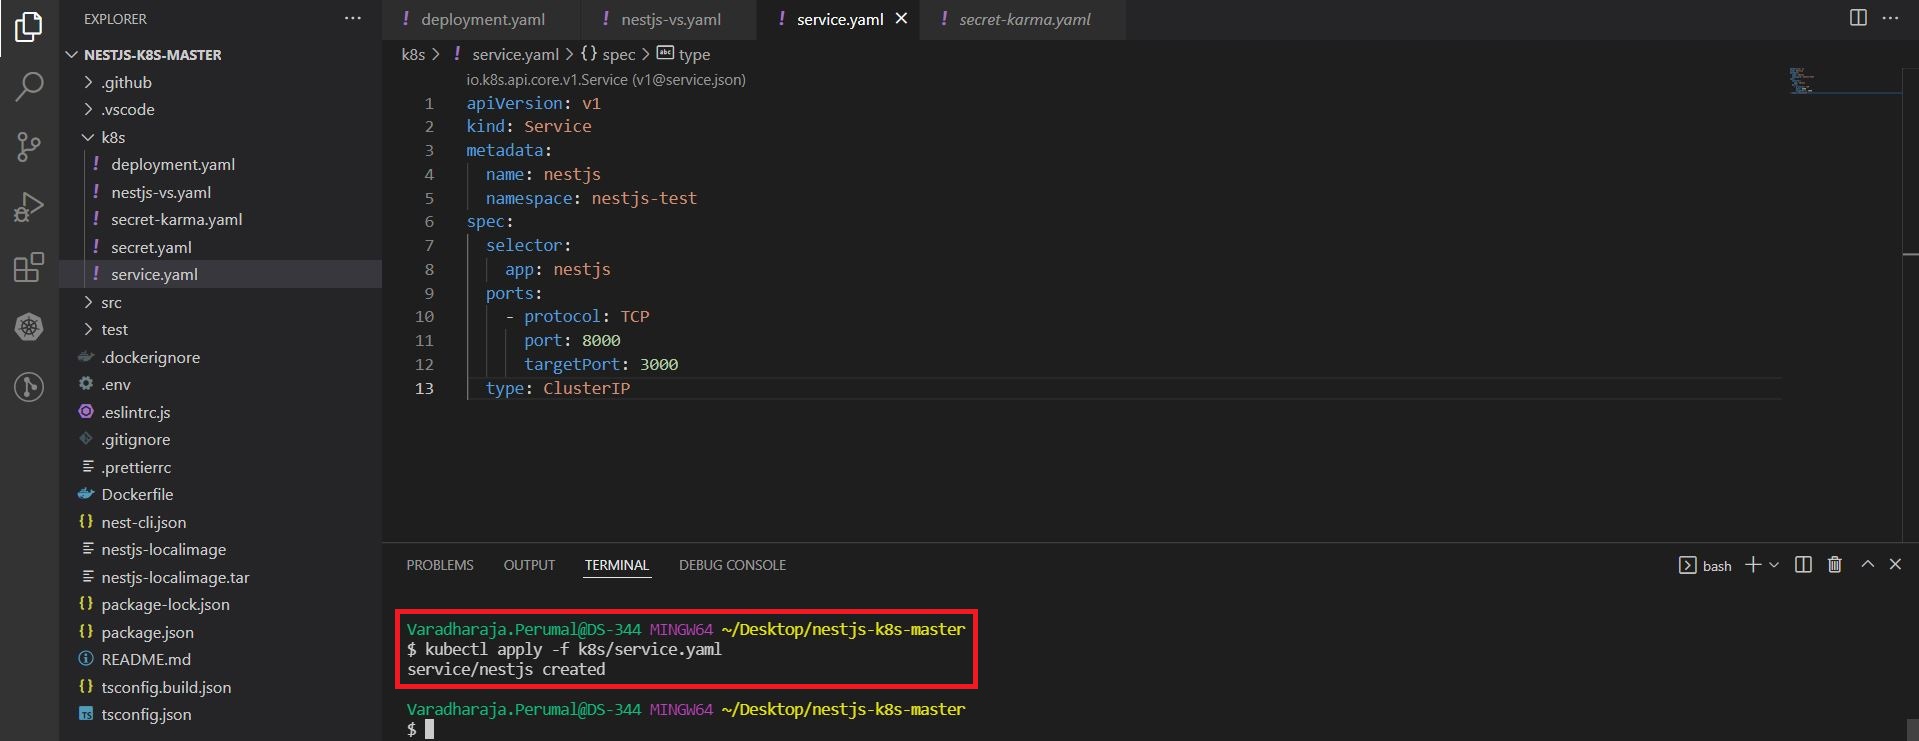 EXPLORER
NESTJS-K8S-MASTER
.github
.vscode
k8s
! deployment.yaml
! nestjs-vs.yaml
! secret-karma.yaml
! secret.yaml
! service.yaml
src
test
.dockerignore
.env
.eslintrc.js
.gitignore
.prettierrc
Dockerfile
{} nest-cli.json
nestjs-localimage
nestjs-localimage.tar
{} package-lock.json
{} package.json
README.md
{} tsconfig.build.json
TS tsconfig.json
! deployment.yaml ! nestjs-vs.yaml ! service.yaml ! secret-karma.yaml
k8s > ! service.yaml > {} spec > abc type
io.k8s.api.core.v1.Service (v1@service.json)
1 apiVersion: v1
2 kind: Service
3 metadata:
4 name: nestjs
5 namespace: nestjs-test
6 spec:
7 selector:
8 app: nestjs
9 ports:
10 - protocol: TCP
11 port: 8000
12 targetPort: 3000
13 type: ClusterIP
PROBLEMS OUTPUT TERMINAL DEBUG CONSOLE bash
Varadharaja.Perumal@DS-344 MINGW64 ~/Desktop/nestjs-k8s-master
$ kubectl apply -f k8s/service.yaml
service/nestjs created
Varadharaja.Perumal@DS-344 MINGW64 ~/Desktop/nestjs-k8s-master
$